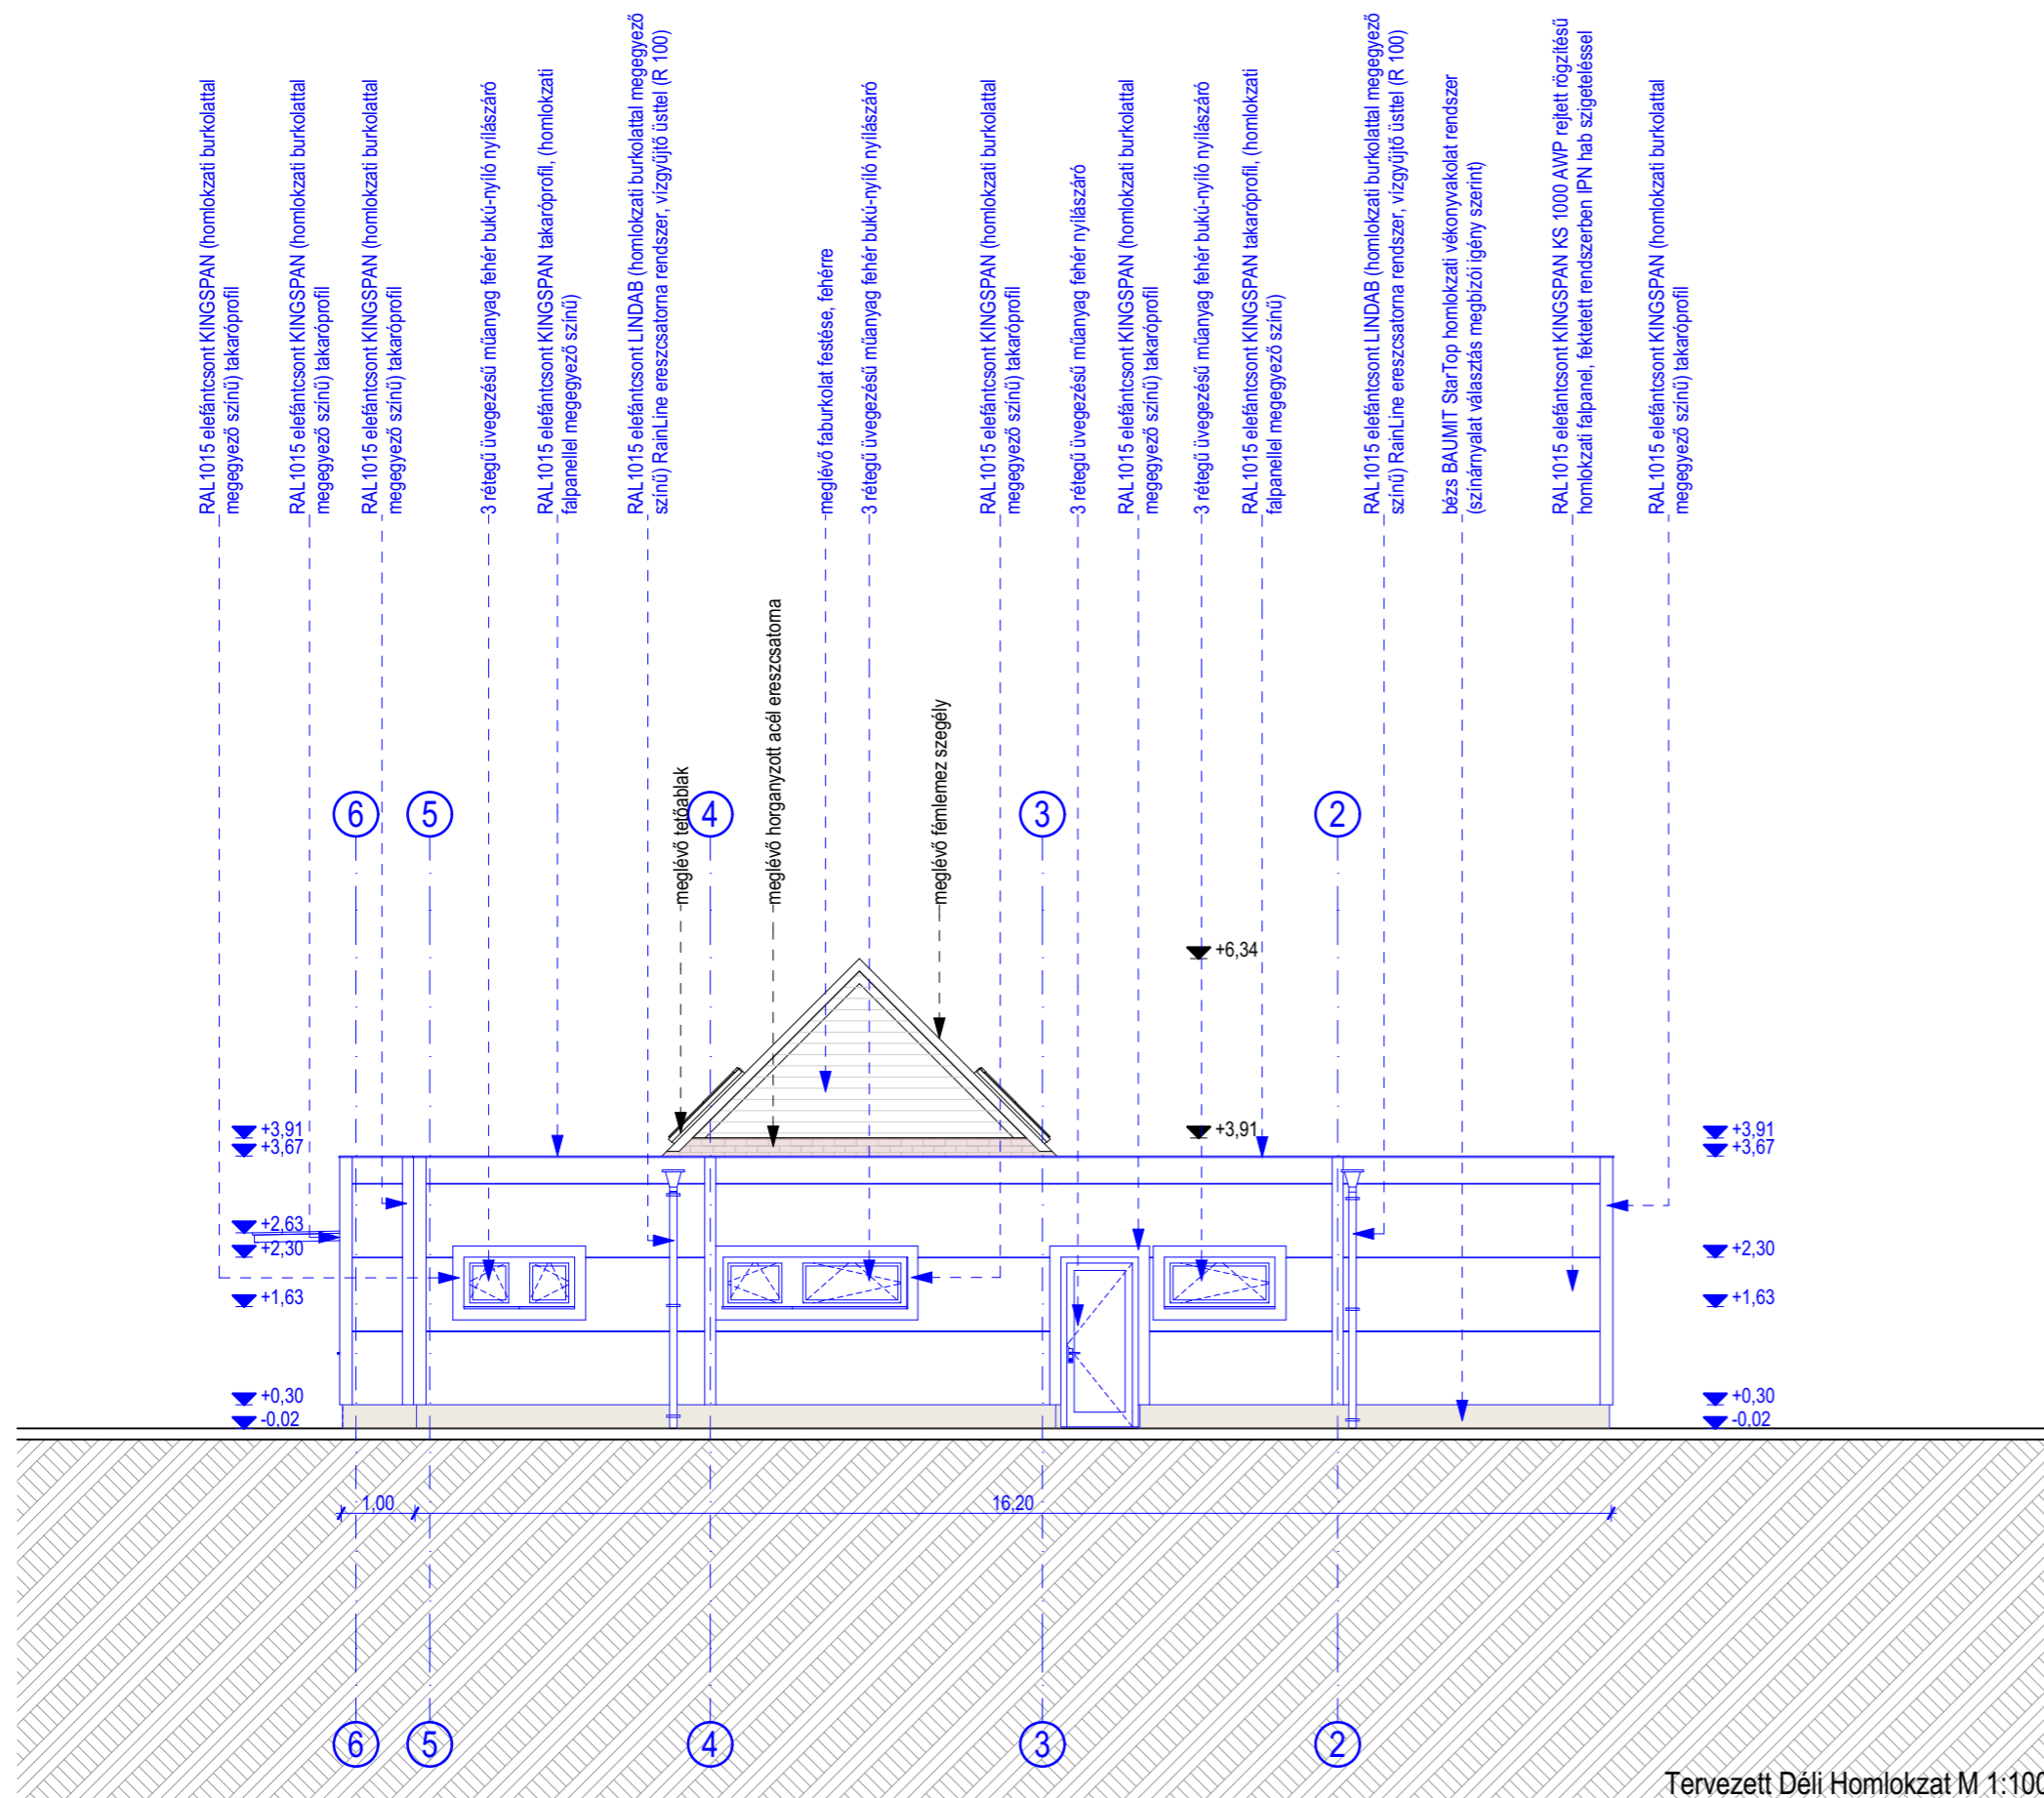 RAL1015 elefántcsont KINGSPAN (homlokzati burkolattal
megegyező színű) takaróprofil
RAL1015 elefántcsont KINGSPAN (homlokzati burkolattal
megegyező színű) takaróprofil
RAL1015 elefántcsont KINGSPAN (homlokzati burkolattal
megegyező színű) takaróprofil
3 rétegű üvegezésű műanyag fehér bukú-nyíló nyílászáró
RAL1015 elefántcsont KINGSPAN takaróprofil, (homlokzati
falpanellel megegyező színű)
RAL1015 elefántcsont LINDAB (homlokzati burkolattal megegyező
színű) RainLine ereszcsatorna rendszer, vízgyűjtő üsttel (R 100)
meglévő faburkolat festése, fehérre
3 rétegű üvegezésű műanyag fehér bukú-nyíló nyílászáró
RAL1015 elefántcsont KINGSPAN (homlokzati burkolattal
megegyező színű) takaróprofil
3 rétegű üvegezésű műanyag fehér nyílászáró
RAL1015 elefántcsont KINGSPAN (homlokzati burkolattal
megegyező színű) takaróprofil
3 rétegű üvegezésű műanyag fehér bukú-nyíló nyílászáró
RAL1015 elefántcsont KINGSPAN takaróprofil, (homlokzati
falpanellel megegyező színű)
RAL1015 elefántcsont LINDAB (homlokzati burkolattal megegyező
színű) RainLine ereszcsatorna rendszer, vízgyűjtő üsttel (R 100)
bézs BAUMIT StarTop homlokzati vékonyvakolat rendszer
(színárnyalat választás megbízói igény szerint)
RAL1015 elefántcsont KINGSPAN KS 1000 AWP rejtett rögzítésű
homlokzati falpanel, fektetett rendszerben IPN hab szigeteléssel
RAL1015 elefántcsont KINGSPAN (homlokzati burkolattal
megegyező színű) takaróprofil
meglévő tetőablak
meglévő horganyzott acél ereszcsatorna
meglévő fémlemez szegély
6
5
4
3
2
+6,34
+3,91
+3,91
+3,67
+2,63
+2,30
+1,63
+0,30
-0,02
+3,91
+3,67
+2,30
+1,63
+0,30
-0,02
1,00
16,20
6
5
4
3
2
Tervezett Déli Homlokzat M 1:100